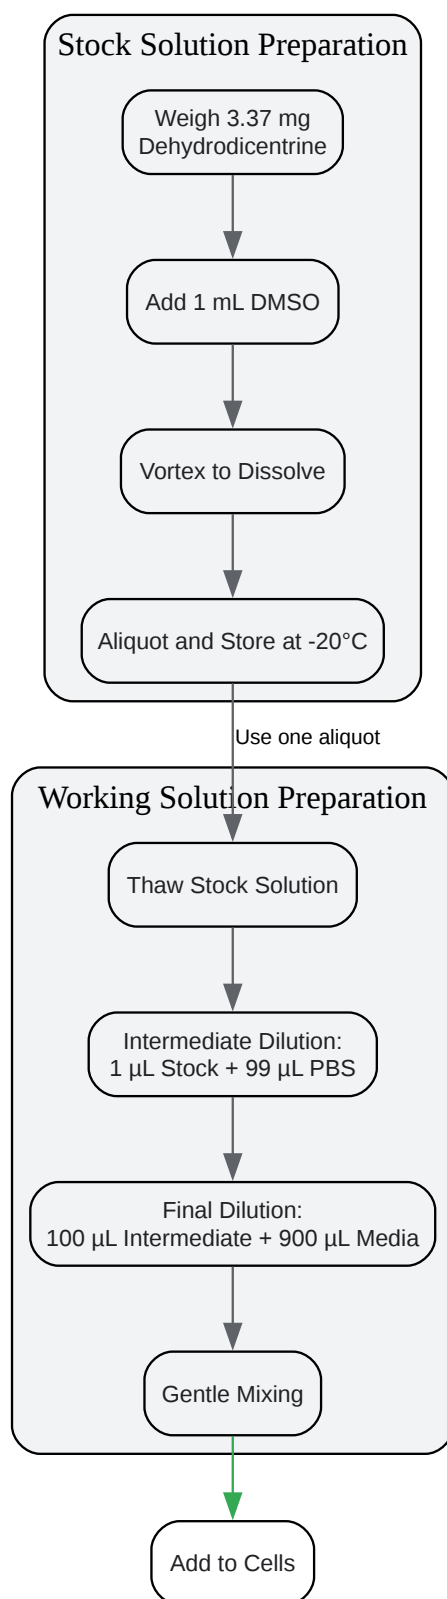 Stock Solution Preparation
Weigh 3.37 mg
Dehydrodicentrine
Add 1 mL DMSO
Vortex to Dissolve
Aliquot and Store at -20°C
Use one aliquot
Working Solution Preparation
Thaw Stock Solution
Intermediate Dilution:
1 µL Stock + 99 µL PBS
Final Dilution:
100 µL Intermediate + 900 µL Media
Gentle Mixing
Add to Cells